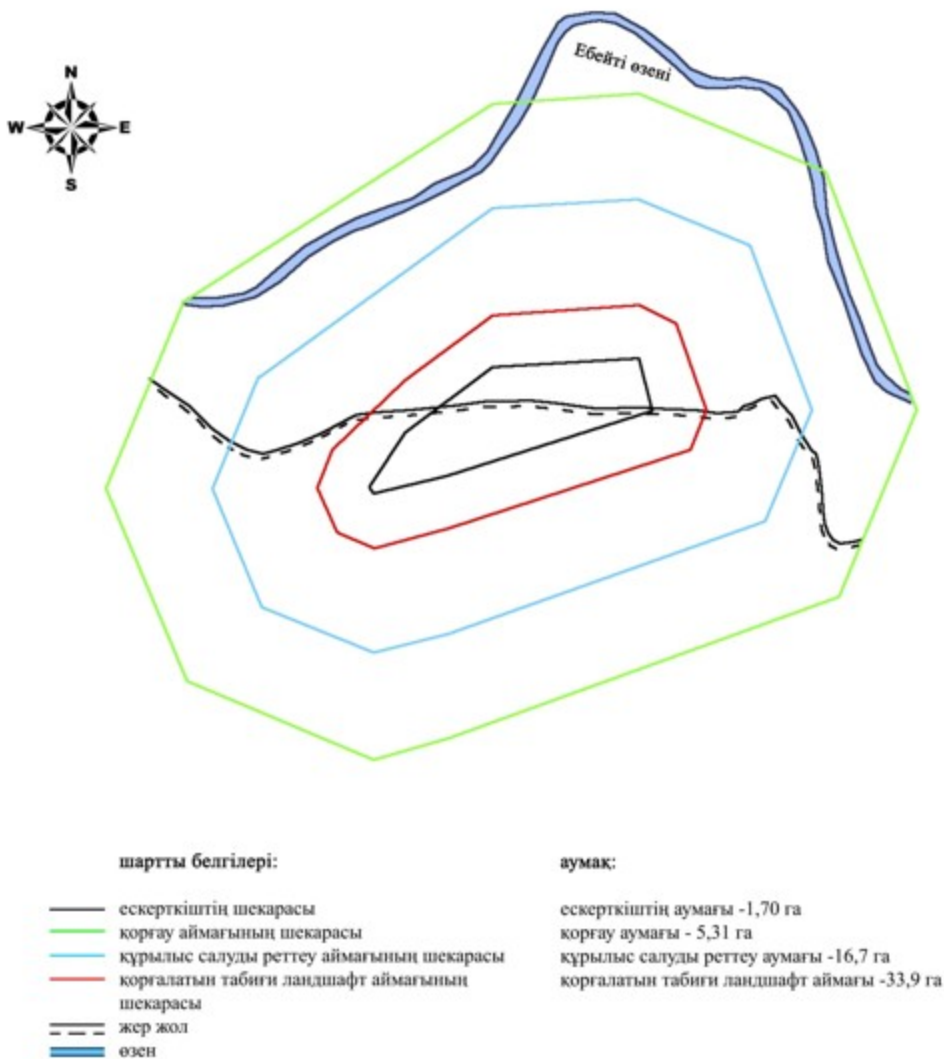 N
W E
S
Ебейті өзені
шартты белгілері:
ескерткіштің шекарасы
қорғау аймағының шекарасы
құрылыс салуды реттеу аймағының шекарасы
қорғалатын табиғи ландшафт аймағының
шекарасы
жер жол
өзен
аумақ:
ескерткіштің аумағы -1,70 га
қорғау аумағы - 5,31 га
құрылыс салуды реттеу аумағы -16,7 га
қорғалатын табиғи ландшафт аймағы -33,9 га